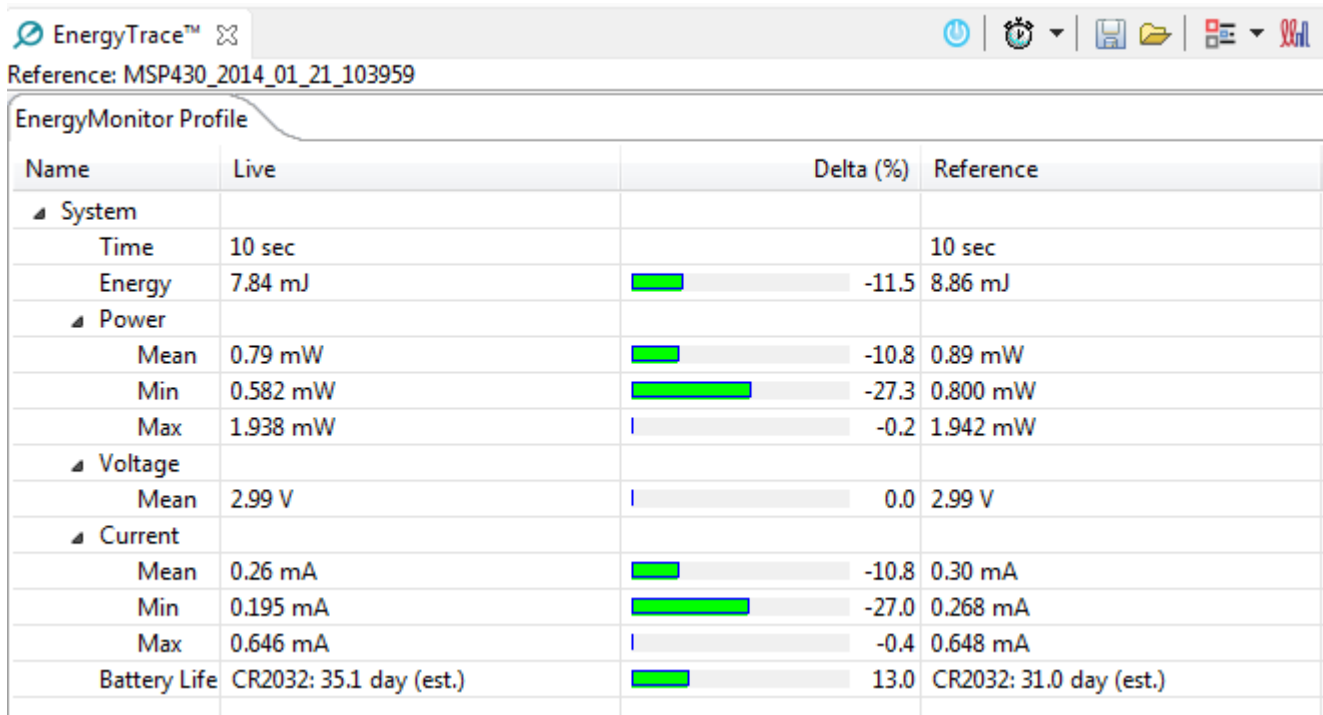 EnergyTrace™
Reference: MSP430_2014_01_21_103959
EnergyMonitor Profile
Name Live Delta (%) Reference
System
Time 10 sec 10 sec
Energy 7.84 mJ -11.5 8.86 mJ
Power
Mean 0.79 mW -10.8 0.89 mW
Min 0.582 mW -27.3 0.800 mW
Max 1.938 mW -0.2 1.942 mW
Voltage
Mean 2.99 V 0.0 2.99 V
Current
Mean 0.26 mA -10.8 0.30 mA
Min 0.195 mA -27.0 0.268 mA
Max 0.646 mA -0.4 0.648 mA
Battery Life CR2032: 35.1 day (est.) 13.0 CR2032: 31.0 day (est.)